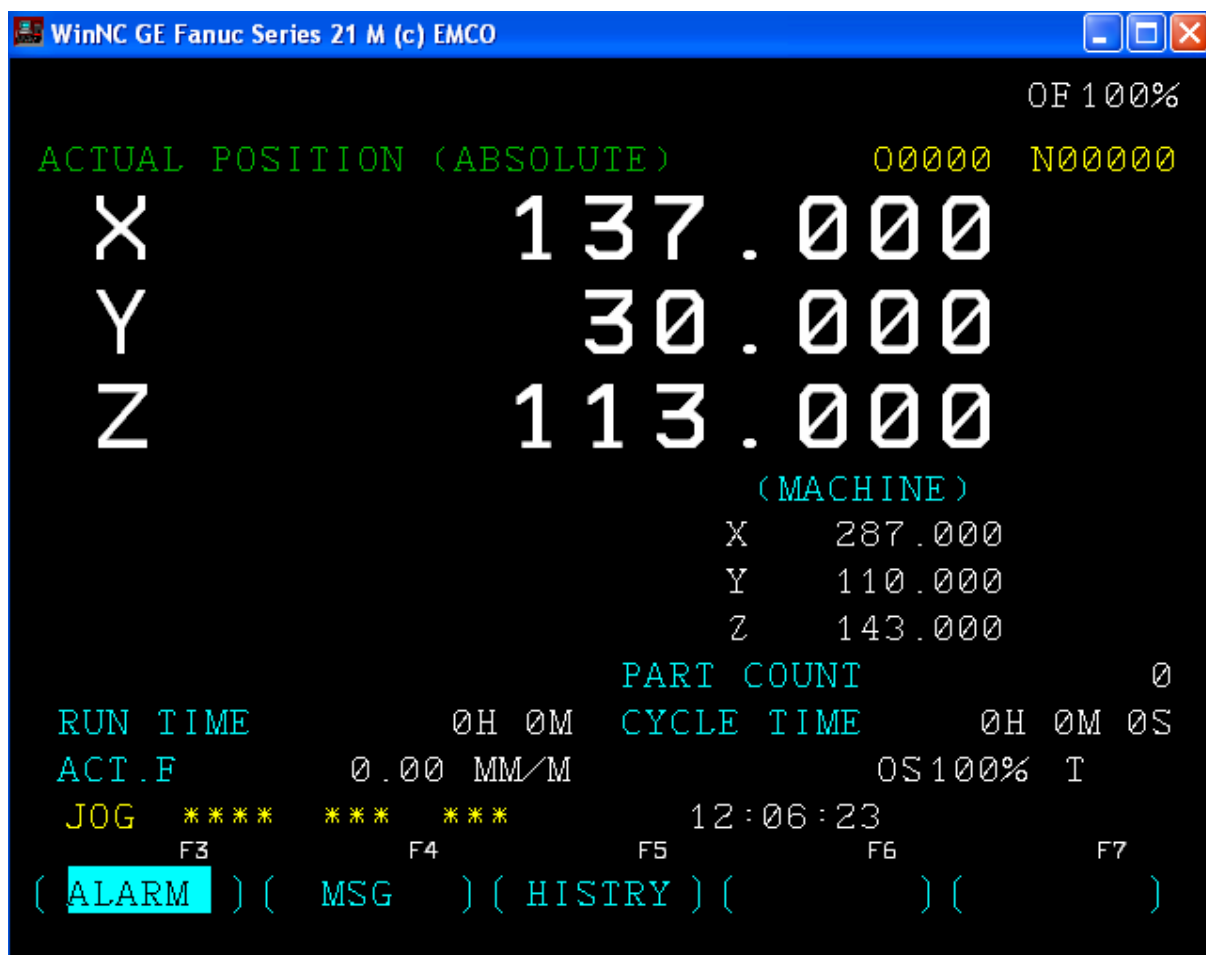 WinNC GE Fanuc Series 21 M (c) EMCO
OF100%
ACTUAL POSITION (ABSOLUTE) O0000 N00000
X 137.000
Y 30.000
Z 113.000
(MACHINE)
X 287.000
Y 110.000
Z 143.000
PART COUNT 0
RUN TIME 0H 0M CYCLE TIME 0H 0M 0S
ACT.F 0.00 MM/M OS100% T
JOG **** *** *** 12:06:23
F3 F4 F5 F6 F7
( ALARM ) ( MSG ) ( HISTRY ) ( ) ( )